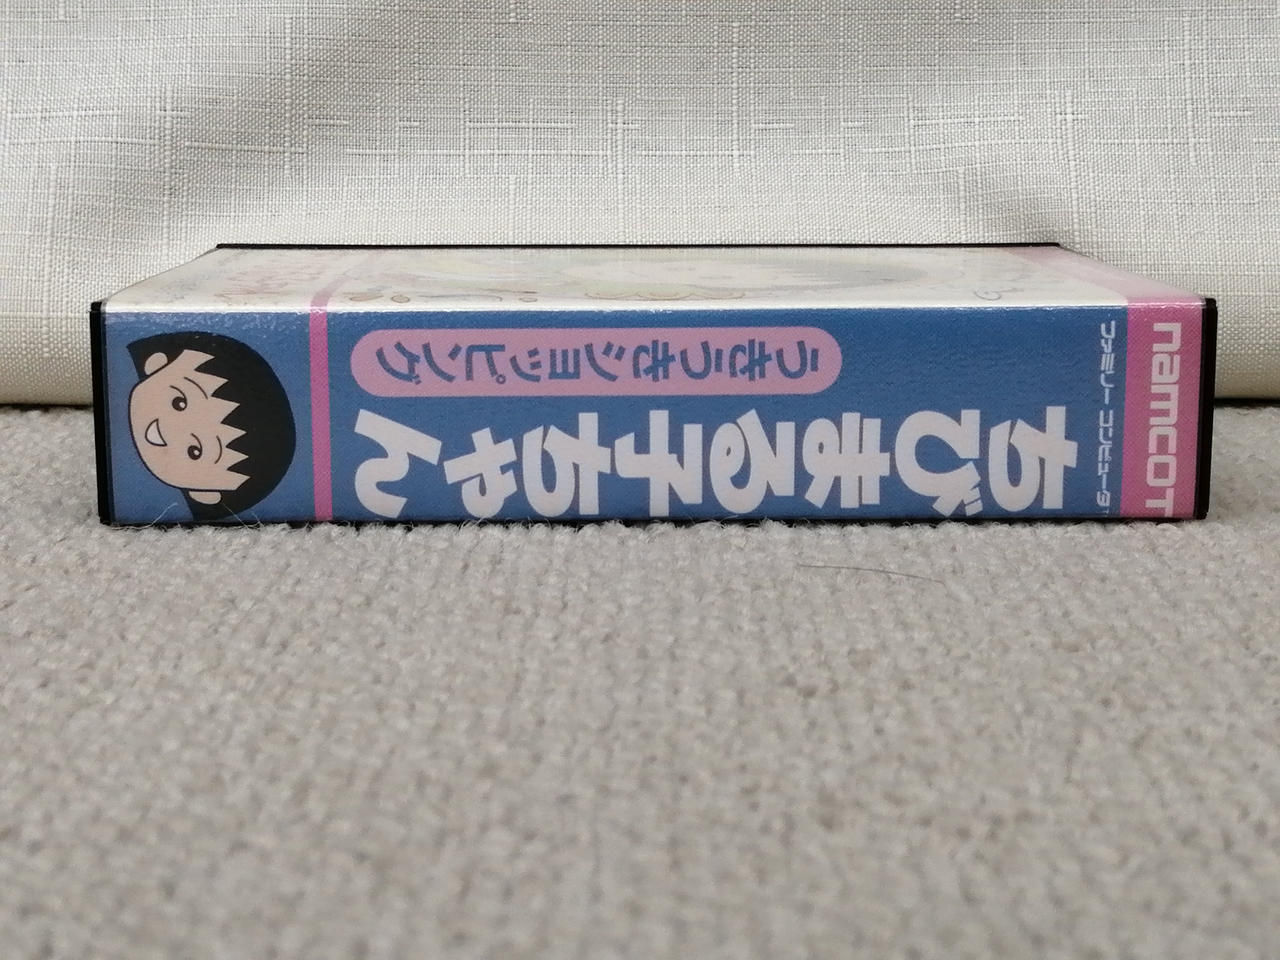 namcoT
ファミリーコンピュータ
ちびまる子ちゃん
うきうきショッピング